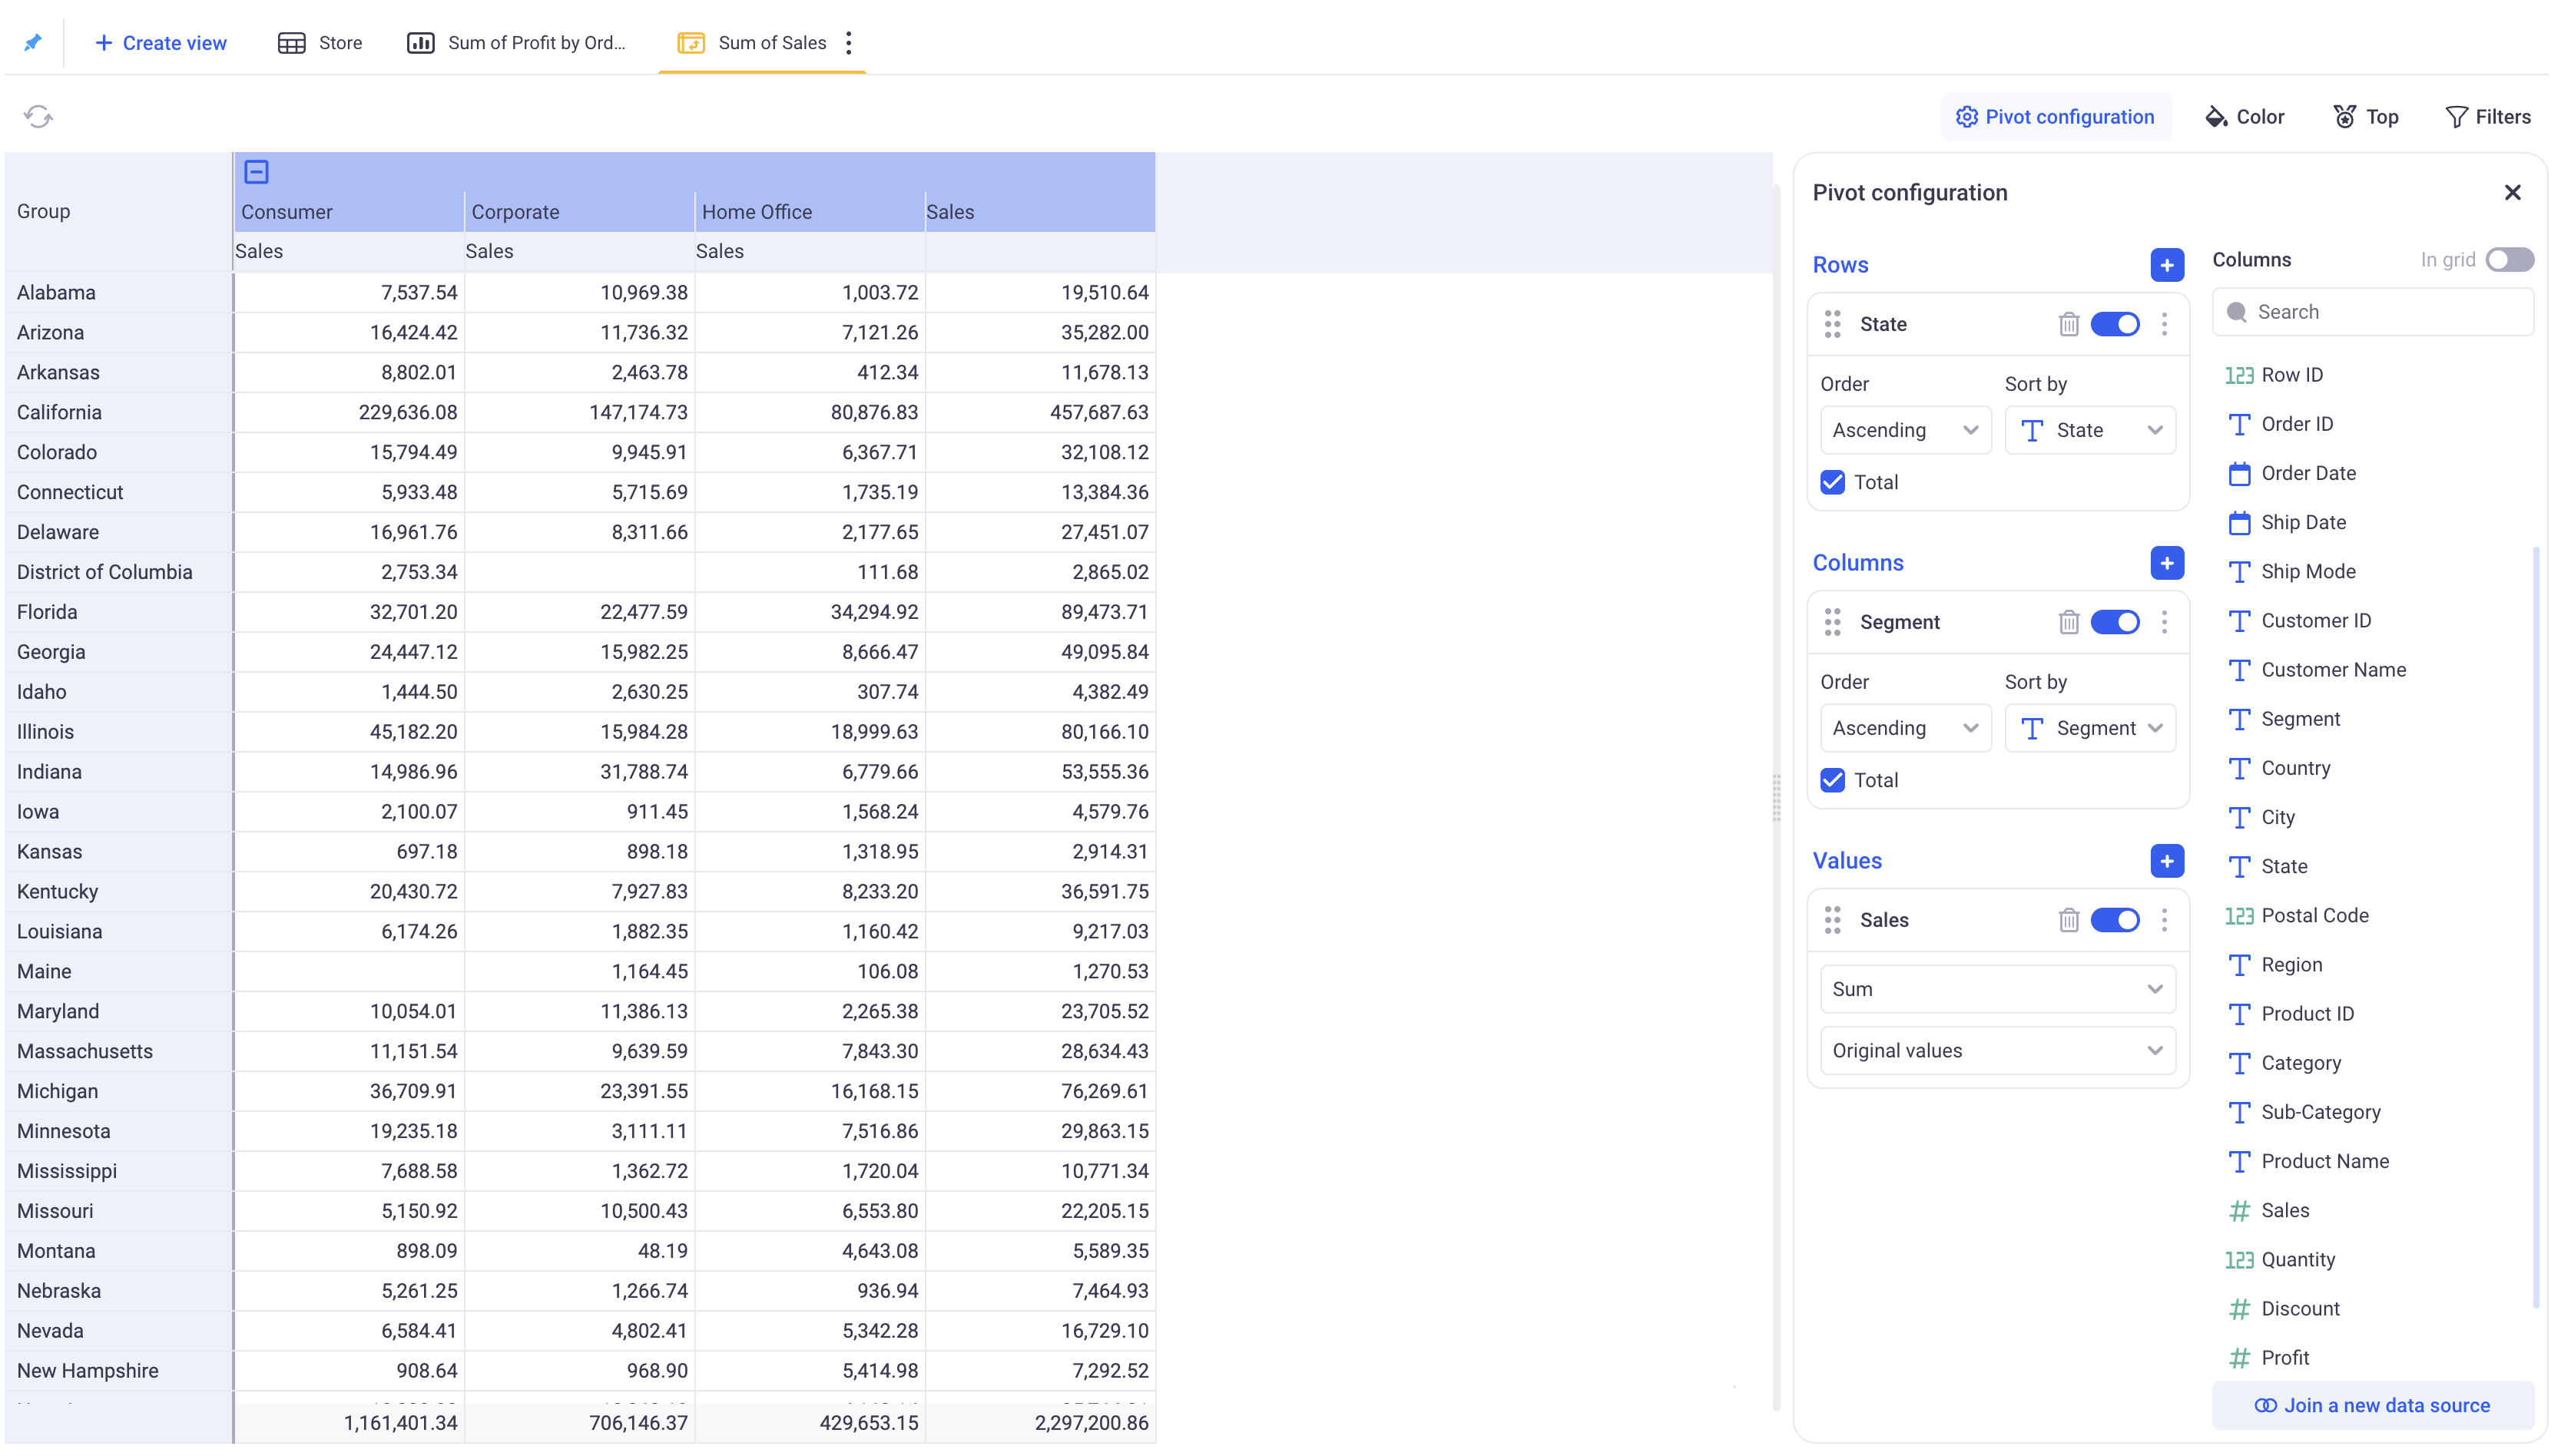 Create view Store Sum of Profit by Ord... Sum of Sales
Pivot configuration Color Top Filters
Group Consumer Corporate Home Office Sales
Sales Sales Sales
Alabama 7,537.54 10,969.38 1,003.72 19,510.64
Arizona 16,424.42 11,736.32 7,121.26 35,282.00
Arkansas 8,802.01 2,463.78 412.34 11,678.13
California 229,636.08 147,174.73 80,876.83 457,687.63
Colorado 15,794.49 9,945.91 6,367.71 32,108.12
Connecticut 5,933.48 5,715.69 1,735.19 13,384.36
Delaware 16,961.76 8,311.66 2,177.65 27,451.07
District of Columbia 2,753.34 111.68 2,865.02
Florida 32,701.20 22,477.59 34,294.92 89,473.71
Georgia 24,447.12 15,982.25 8,666.47 49,095.84
Idaho 1,444.50 2,630.25 307.74 4,382.49
Illinois 45,182.20 15,984.28 18,999.63 80,166.10
Indiana 14,986.96 31,788.74 6,779.66 53,555.36
Iowa 2,100.07 911.45 1,568.24 4,579.76
Kansas 697.18 898.18 1,318.95 2,914.31
Kentucky 20,430.72 7,927.83 8,233.20 36,591.75
Louisiana 6,174.26 1,882.35 1,160.42 9,217.03
Maine 1,164.45 106.08 1,270.53
Maryland 10,054.01 11,386.13 2,265.38 23,705.52
Massachusetts 11,151.54 9,639.59 7,843.30 28,634.43
Michigan 36,709.91 23,391.55 16,168.15 76,269.61
Minnesota 19,235.18 3,111.11 7,516.86 29,863.15
Mississippi 7,688.58 1,362.72 1,720.04 10,771.34
Missouri 5,150.92 10,500.43 6,553.80 22,205.15
Montana 898.09 48.19 4,643.08 5,589.35
Nebraska 5,261.25 1,266.74 936.94 7,464.93
Nevada 6,584.41 4,802.41 5,342.28 16,729.10
New Hampshire 908.64 968.90 5,414.98 7,292.52
1,161,401.34 706,146.37 429,653.15 2,297,200.86
Pivot configuration
Rows
State
Order Sort by
Ascending State
Total
Columns
Segment
Order Sort by
Ascending Segment
Total
Values
Sales
Sum
Original values
Columns In grid
Search
123 Row ID
Order ID
Order Date
Ship Date
Ship Mode
Customer ID
Customer Name
Segment
Country
City
State
123 Postal Code
Region
Product ID
Category
Sub-Category
Product Name
# Sales
123 Quantity
# Discount
# Profit
Join a new data source